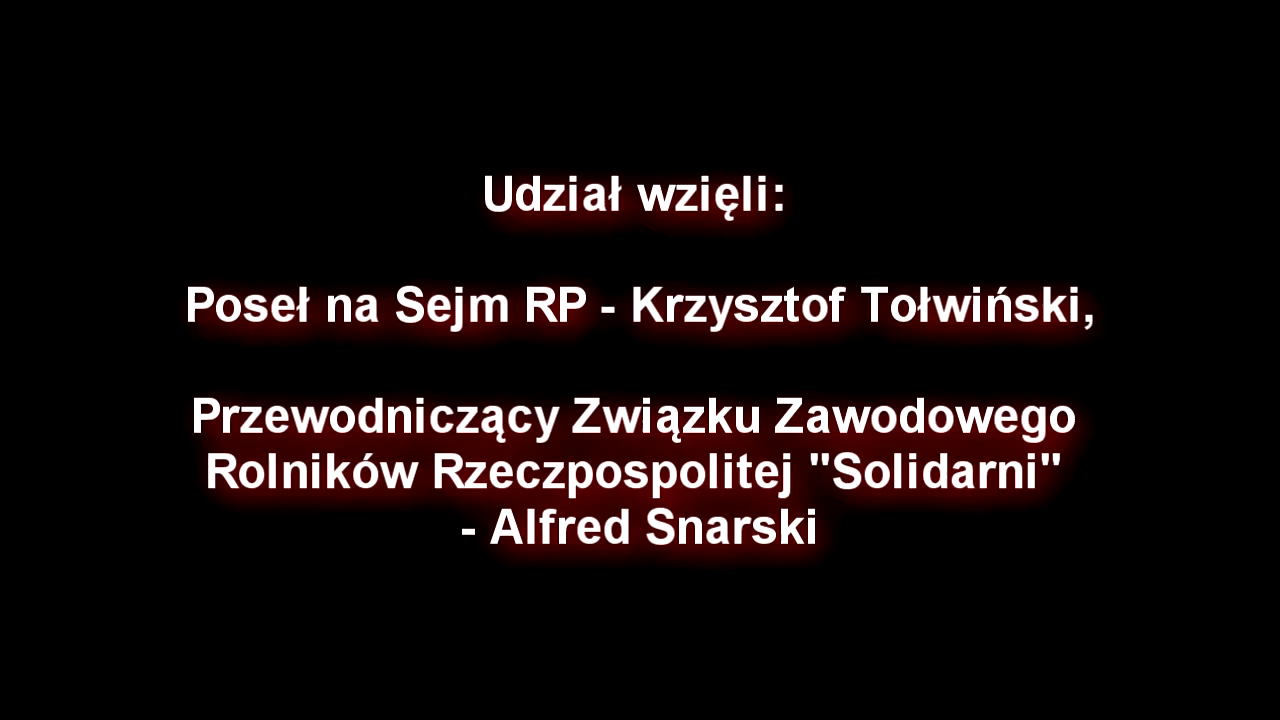 Udział wzięli:
Poseł na Sejm RP - Krzysztof Tołwiński,
Przewodniczący Związku Zawodowego
Rolników Rzeczpospolitej "Solidarni"
- Alfred Snarski